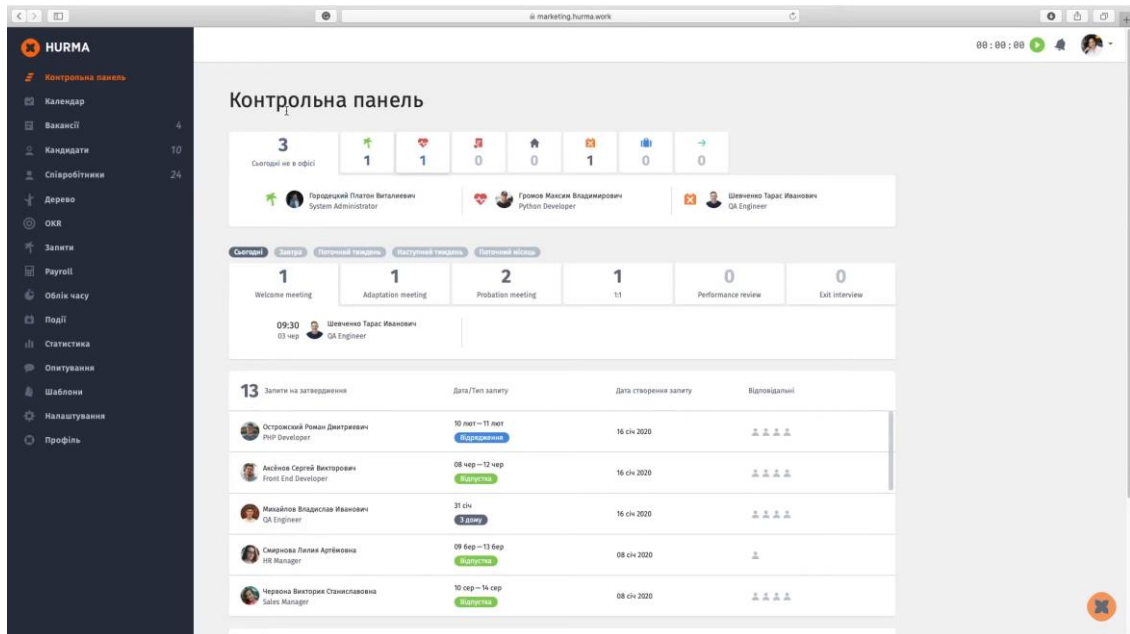 marketing.hurma.work
HURMA
00:00:00
Контрольна панель
Календар
Вакансії 4
Кандидати 10
Співробітники 24
Дерево
OKR
Запити
Payroll
Облік часу
Події
Статистика
Опитування
Шаблони
Налаштування
Профіль
Контрольна панель
3 1 1 0 0 1 0 0
Сьогодні не в офісі
Городецкий Платон Виталиевич
System Administrator
Громов Максим Владимирович
Python Developer
Шевченко Тарас Иванович
QA Engineer
Сьогодні Завтра Поточний тиждень Наступний тиждень Поточний місяць
1 1 2 1 0 0
Welcome meeting Adaptation meeting Probation meeting 1:1 Performance review Exit interview
09:30 Шевченко Тарас Иванович
03 чер QA Engineer
13 Запити на затвердження Дата/Тип запиту Дата створення запиту Відповідальні
Острожский Роман Дмитреевич 10 лют — 11 лют 16 січ 2020
PHP Developer Відрядження
Аксёнов Сергей Викторович 08 чер — 12 чер 16 січ 2020
Front End Developer Відпустка
Михайлов Владислав Иванович 31 січ 16 січ 2020
QA Engineer З дому
Смирнова Лилия Артёмовна 09 бер — 13 бер 08 січ 2020
HR Manager Відпустка
Червона Виктория Станиславовна 10 сер — 14 сер 08 січ 2020
Sales Manager Відпустка